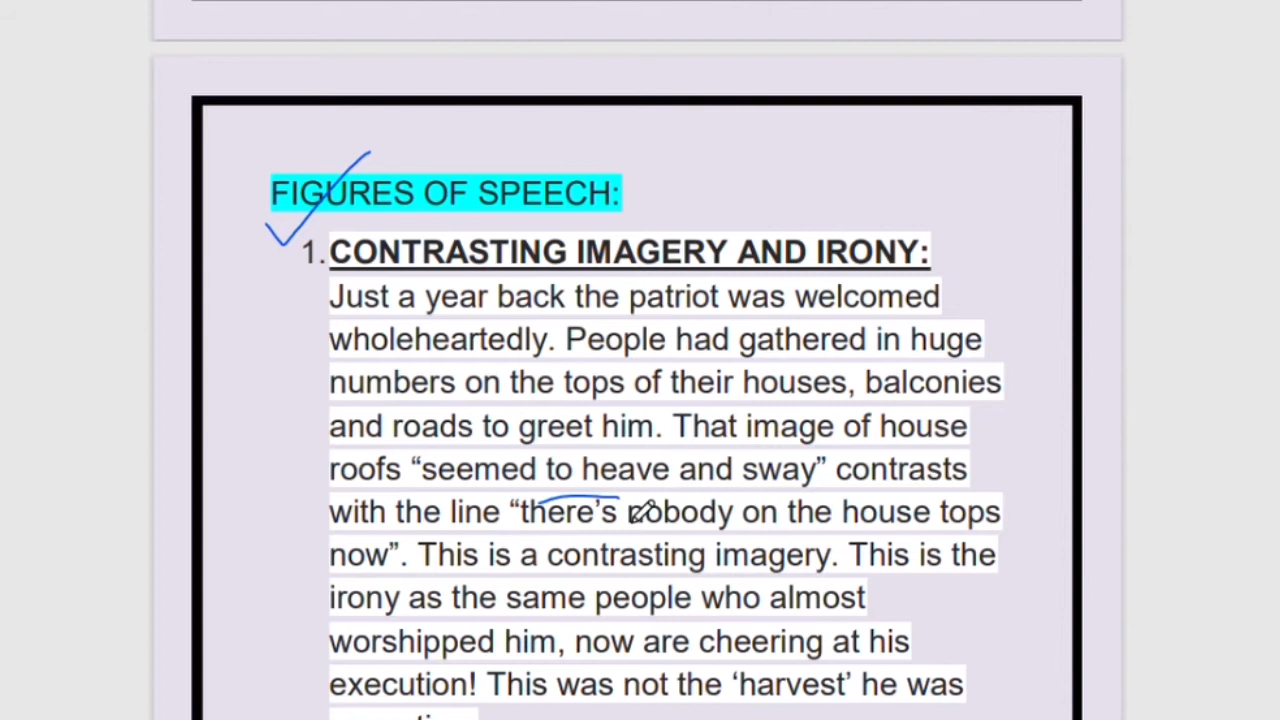 FIGURES OF SPEECH:
1. CONTRASTING IMAGERY AND IRONY:
Just a year back the patriot was welcomed
wholeheartedly. People had gathered in huge
numbers on the tops of their houses, balconies
and roads to greet him. That image of house
roofs “seemed to heave and sway” contrasts
with the line “there’s nobody on the house tops
now”. This is a contrasting imagery. This is the
irony as the same people who almost
worshipped him, now are cheering at his
execution! This was not the ‘harvest’ he was